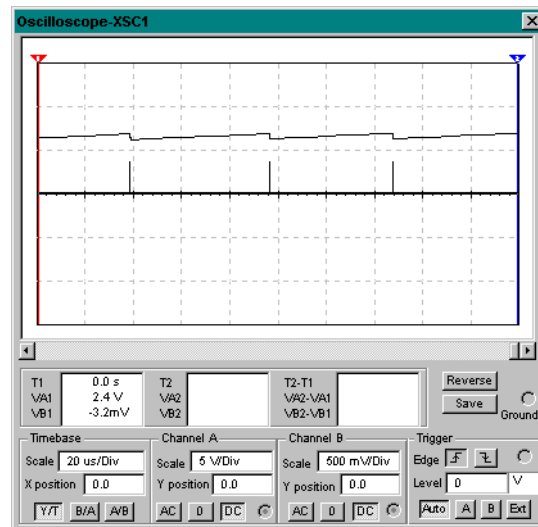 Oscilloscope-XSC1
1 2
T1 0.0 s T2 T2-T1
VA1 2.4 V VA2 VA2-VA1
VB1 -3.2mV VB2 VB2-VB1
Reverse
Save
Ground
Timebase
Scale 20 us/Div
X position 0.0
Y/T B/A A/B
Channel A
Scale 5 V/Div
Y position 0.0
AC 0 DC
Channel B
Scale 500 mV/Div
Y position 0.0
AC 0 DC
Trigger
Edge
Level 0 V
Auto A B Ext